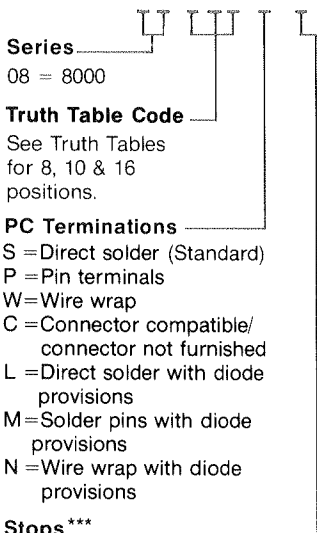 Series
08 = 8000
Truth Table Code
See Truth Tables
for 8, 10 & 16
positions.
PC Terminations
S =Direct solder (Standard)
P =Pin terminals
W=Wire wrap
C =Connector compatible/
connector not furnished
L =Direct solder with diode
provisions
M=Solder pins with diode
provisions
N =Wire wrap with diode
provisions
Stops***